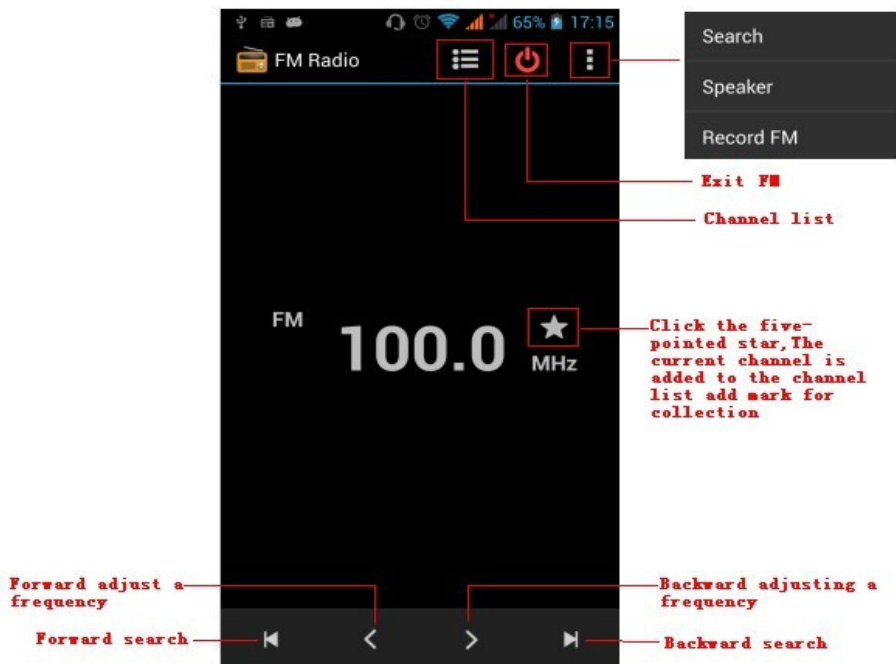 65% 17:15
FM Radio
Search
Speaker
Record FM
Exit FM
Channel list
FM
100.0
MHz
Click the five-
pointed star,The
current channel is
added to the channel
list add mark for
collection
Forward adjust a
frequency
Backward adjusting a
frequency
Forward search
Backward search